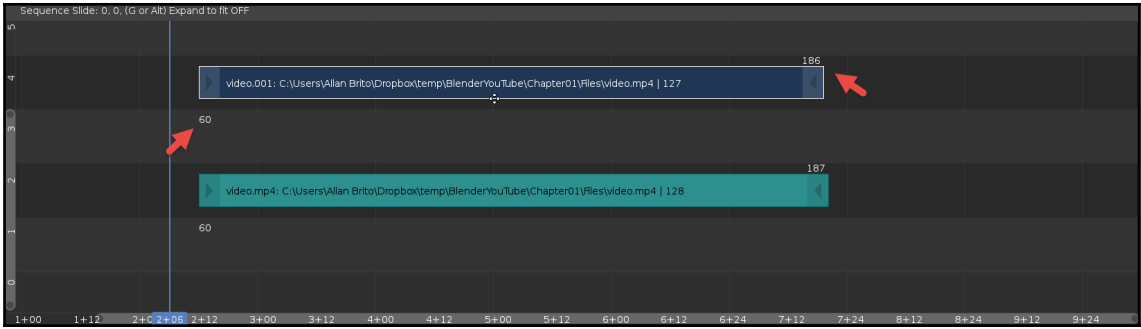 Sequence Slide: 0, 0, (G or Alt) Expand to fit OFF
5
186
4
video.001: C:\Users\Allan Brito\Dropbox\temp\BlenderYouTube\Chapter01\Files\video.mp4 | 127
60
3
187
2
video.mp4: C:\Users\Allan Brito\Dropbox\temp\BlenderYouTube\Chapter01\Files\video.mp4 | 128
60
1
0
1+00 1+12 2+0 2+06 2+12 3+00 3+12 4+00 4+12 5+00 5+12 6+00 6+12 6+24 7+12 7+24 8+12 8+24 9+12 9+24